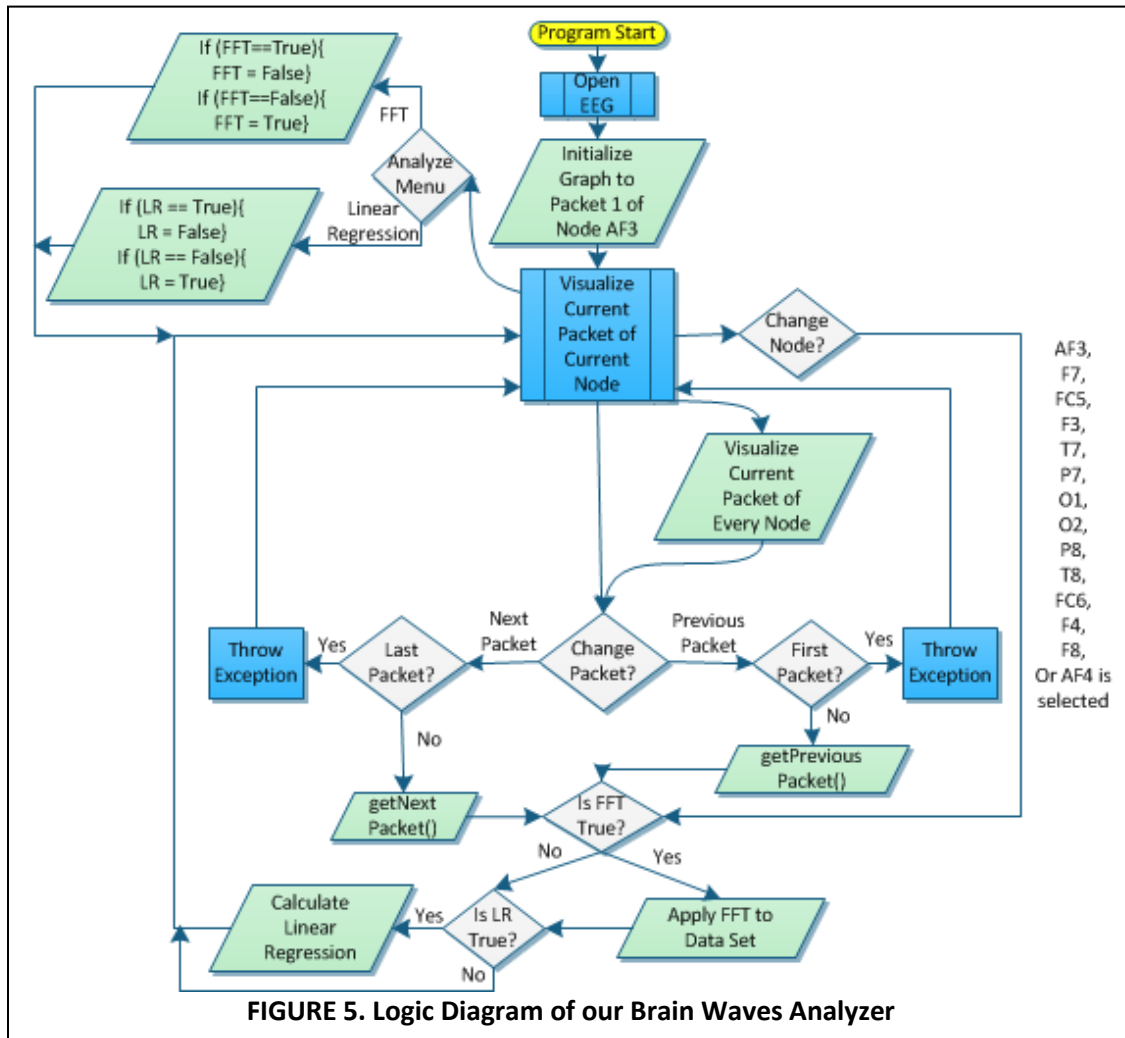 Program Start
Open
EEG
Initialize
Graph to
Packet 1 of
Node AF3
If (FFT==True){
FFT = False}
If (FFT==False){
FFT = True}
FFT
Analyze
Menu
Linear
Regression
If (LR == True){
LR = False}
If (LR == False){
LR = True}
Visualize
Current
Packet of
Current
Node
Change
Node?
AF3,
F7,
FC5,
F3,
T7,
P7,
O1,
O2,
P8,
T8,
FC6,
F4,
F8,
Or AF4 is
selected
Visualize
Current
Packet of
Every Node
Throw
Exception
Yes
Last
Packet?
Next
Packet
Change
Packet?
Previous
Packet
First
Packet?
Yes
Throw
Exception
No
No
getPrevious
Packet()
getNext
Packet()
Is FFT
True?
No
Yes
Calculate
Linear
Regression
Yes
Is LR
True?
No
Apply FFT to
Data Set
FIGURE 5. Logic Diagram of our Brain Waves Analyzer